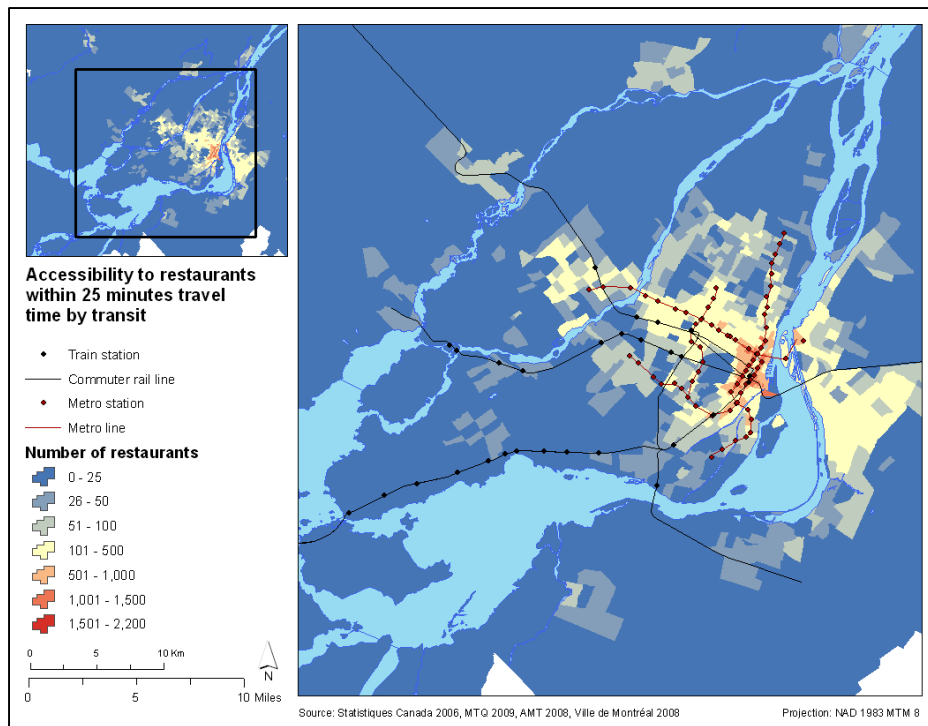 Accessibility to restaurants
within 25 minutes travel
time by transit
Train station
Commuter rail line
Metro station
Metro line
Number of restaurants
0 - 25
26 - 50
51 - 100
101 - 500
501 - 1,000
1,001 - 1,500
1,501 - 2,200
0 5 10 Km
N
0 5 10 Miles
Source: Statistiques Canada 2006, MTQ 2009, AMT 2008, Ville de Montréal 2008
Projection: NAD 1983 MTM 8